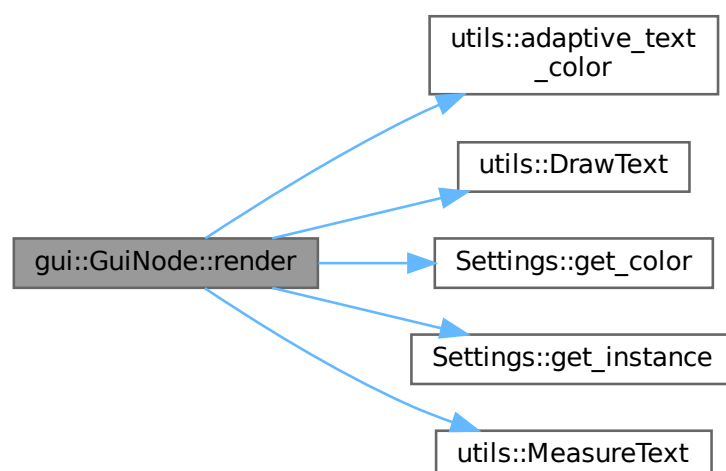 utils::adaptive_text
_color
utils::DrawText
gui::GuiNode::render
Settings::get_color
Settings::get_instance
utils::MeasureText